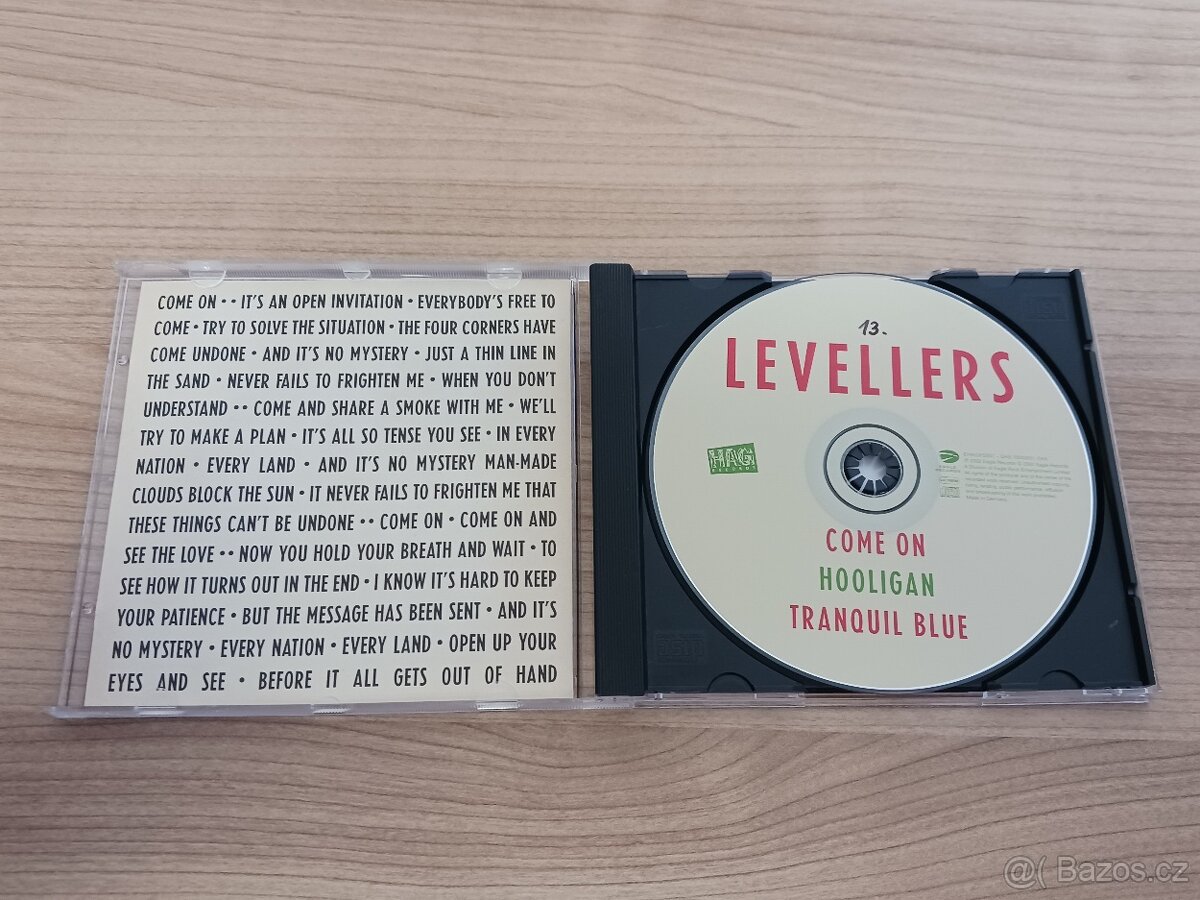 COME ON • • IT'S AN OPEN INVITATION • EVERYBODY'S FREE TO
COME • TRY TO SOLVE THE SITUATION • THE FOUR CORNERS HAVE
COME UNDONE • AND IT'S NO MYSTERY • JUST A THIN LINE IN
THE SAND • NEVER FAILS TO FRIGHTEN ME • WHEN YOU DON'T
UNDERSTAND • • COME AND SHARE A SMOKE WITH ME • WE'LL
TRY TO MAKE A PLAN • IT'S ALL SO TENSE YOU SEE • IN EVERY
NATION • EVERY LAND • AND IT'S NO MYSTERY MAN-MADE
CLOUDS BLOCK THE SUN • IT NEVER FAILS TO FRIGHTEN ME THAT
THESE THINGS CAN'T BE UNDONE • • COME ON • COME ON AND
SEE THE LOVE • • NOW YOU HOLD YOUR BREATH AND WAIT • TO
SEE HOW IT TURNS OUT IN THE END • I KNOW IT'S HARD TO KEEP
YOUR PATIENCE • BUT THE MESSAGE HAS BEEN SENT • AND IT'S
NO MYSTERY • EVERY NATION • EVERY LAND • OPEN UP YOUR
EYES AND SEE • BEFORE IT ALL GETS OUT OF HAND
13.
LEVELLERS
HAG
RECORDS
COME ON
HOOLIGAN
TRANQUIL BLUE
Bazos.cz